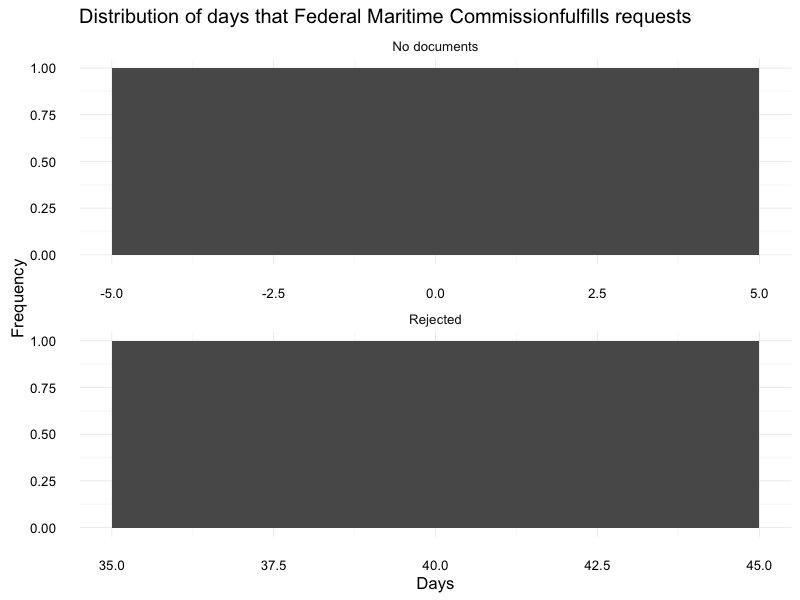 Distribution of days that Federal Maritime Commissionfulfills requests
No documents
1.00
0.75
0.50
0.25
0.00
-5.0 -2.5 0.0 2.5 5.0
Frequency
Rejected
1.00
0.75
0.50
0.25
0.00
35.0 37.5 40.0 42.5 45.0
Days